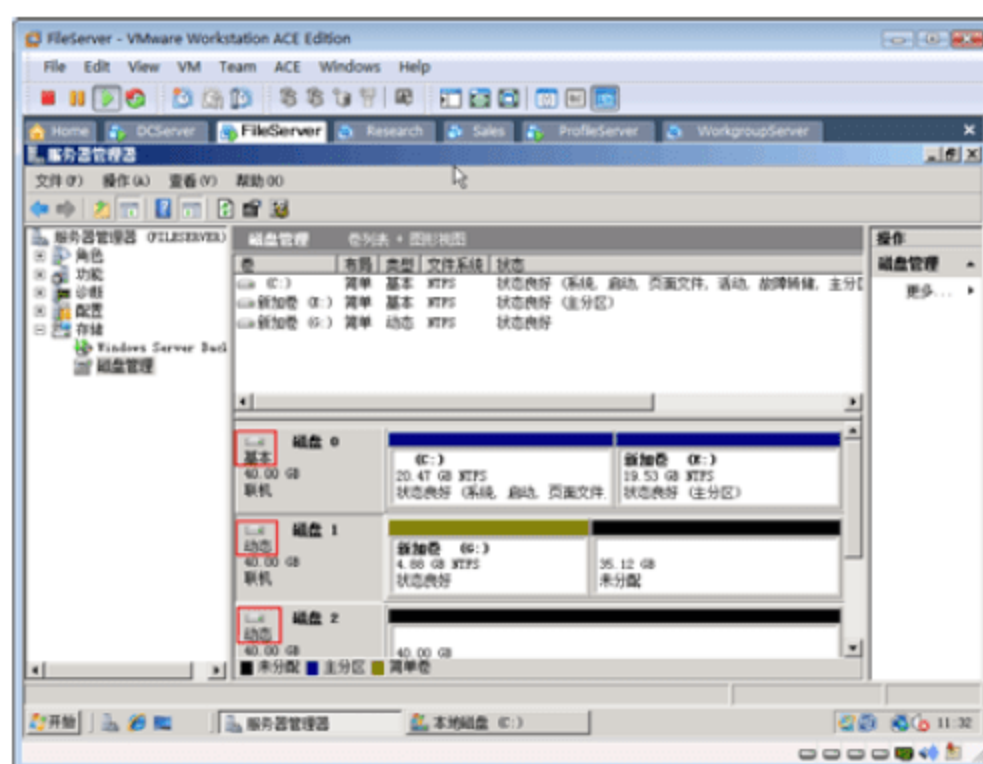 FileServer - VMware Workstation ACE Edition
File Edit View VM Team ACE Windows Help
Home DCServer FileServer Research Sales ProfileServer WorkgroupServer
服务器管理器
文件(F) 操作(A) 查看(V) 帮助(H)
服务器管理器 (FILESERVER)
角色
功能
诊断
配置
存储
Windows Server Back
磁盘管理
磁盘管理 卷列表 + 图形视图
卷 布局 类型 文件系统 状态
(C:) 简单 基本 NTFS 状态良好 (系统, 启动, 页面文件, 活动, 故障转储, 主分区
新加卷 (E:) 简单 基本 NTFS 状态良好 (主分区)
新加卷 (G:) 简单 动态 NTFS 状态良好
操作
磁盘管理
更多...
磁盘 0
基本
40.00 GB
联机
(C:)
20.47 GB NTFS
状态良好 (系统, 启动, 页面文件,
新加卷 (E:)
19.53 GB NTFS
状态良好 (主分区)
磁盘 1
动态
40.00 GB
联机
新加卷 (G:)
4.88 GB NTFS
状态良好
35.12 GB
未分配
磁盘 2
动态
40.00 GB
40.00 GB
未分配 主分区 简单卷
开始 服务器管理器 本地磁盘 (C:) 11:32